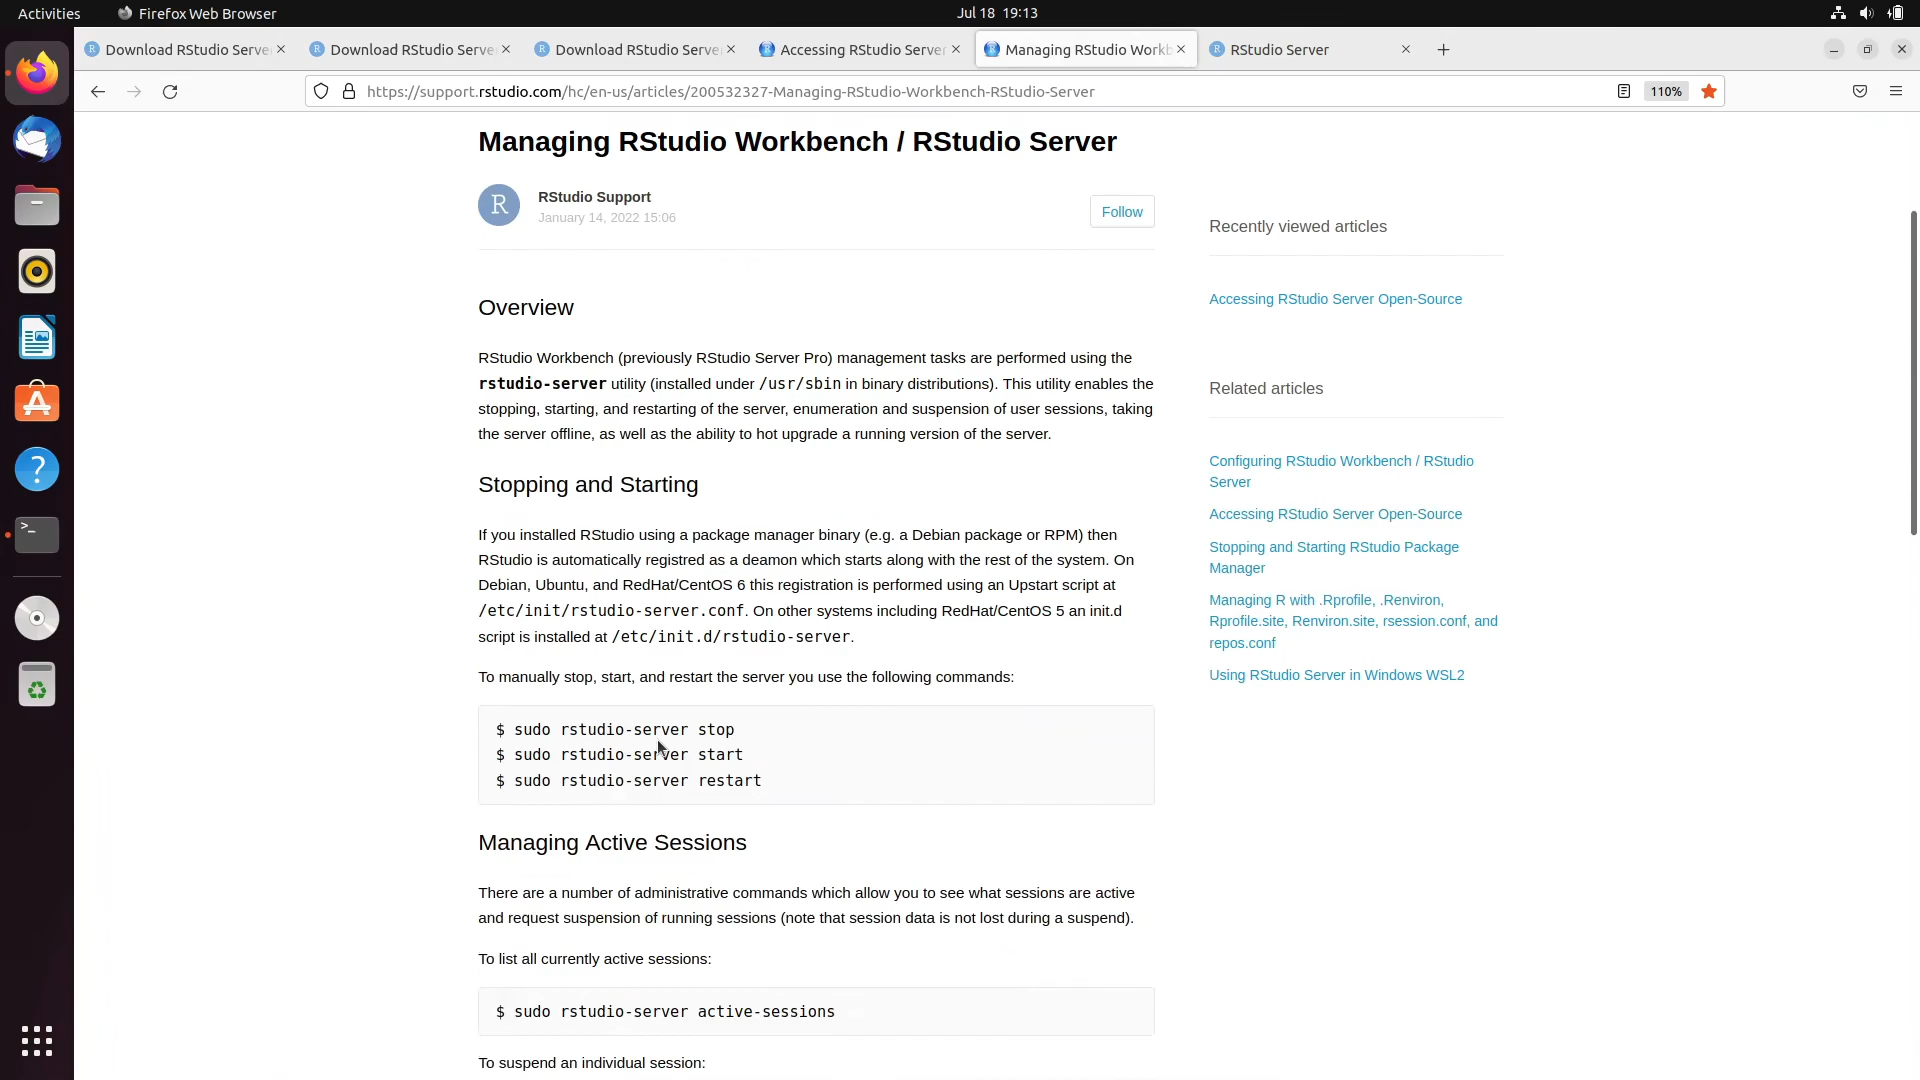 Activities
Firefox Web Browser
Jul 18 19:13
Download RStudio Serve
Download RStudio Serve
Download RStudio Serve
Accessing RStudio Server
Managing RStudio Workb
RStudio Server
https://support.rstudio.com/hc/en-us/articles/200532327-Managing-RStudio-Workbench-RStudio-Server
110%
Managing RStudio Workbench / RStudio Server
R
RStudio Support
January 14, 2022 15:06
Follow
Overview
RStudio Workbench (previously RStudio Server Pro) management tasks are performed using the
rstudio-server utility (installed under /usr/sbin in binary distributions). This utility enables the
stopping, starting, and restarting of the server, enumeration and suspension of user sessions, taking
the server offline, as well as the ability to hot upgrade a running version of the server.
Stopping and Starting
If you installed RStudio using a package manager binary (e.g. a Debian package or RPM) then
RStudio is automatically registred as a deamon which starts along with the rest of the system. On
Debian, Ubuntu, and RedHat/CentOS 6 this registration is performed using an Upstart script at
/etc/init/rstudio-server.conf. On other systems including RedHat/CentOS 5 an init.d
script is installed at /etc/init.d/rstudio-server.
To manually stop, start, and restart the server you use the following commands:
$ sudo rstudio-server stop
$ sudo rstudio-server start
$ sudo rstudio-server restart
Managing Active Sessions
There are a number of administrative commands which allow you to see what sessions are active
and request suspension of running sessions (note that session data is not lost during a suspend).
To list all currently active sessions:
$ sudo rstudio-server active-sessions
To suspend an individual session:
Recently viewed articles
Accessing RStudio Server Open-Source
Related articles
Configuring RStudio Workbench / RStudio
Server
Accessing RStudio Server Open-Source
Stopping and Starting RStudio Package
Manager
Managing R with .Rprofile, .Renviron,
Rprofile.site, Renviron.site, rsession.conf, and
repos.conf
Using RStudio Server in Windows WSL2